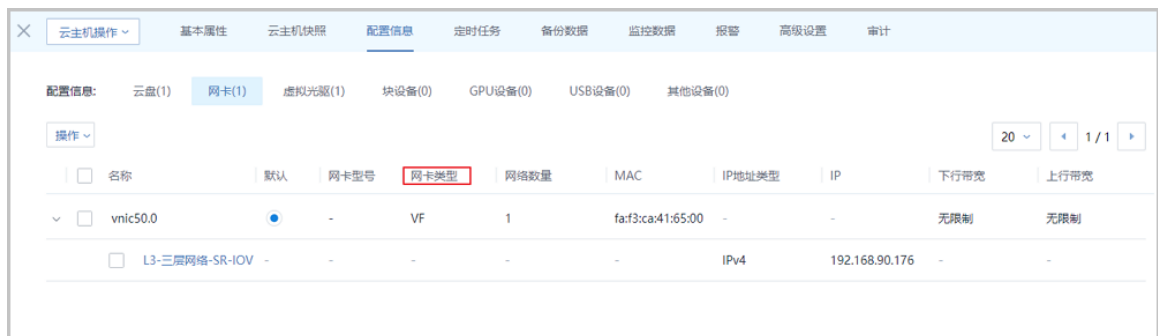 云主机操作 基本属性 云主机快照 配置信息 定时任务 备份数据 监控数据 报警 高级设置 审计
配置信息: 云盘(1) 网卡(1) 虚拟光驱(1) 块设备(0) GPU设备(0) USB设备(0) 其他设备(0)
操作 20 1 / 1
名称 默认 网卡型号 网卡类型 网络数量 MAC IP地址类型 IP 下行带宽 上行带宽
vnic50.0 - VF 1 fa:f3:ca:41:65:00 - - 无限制 无限制
L3-三层网络-SR-IOV - - - - - IPv4 192.168.90.176 - -